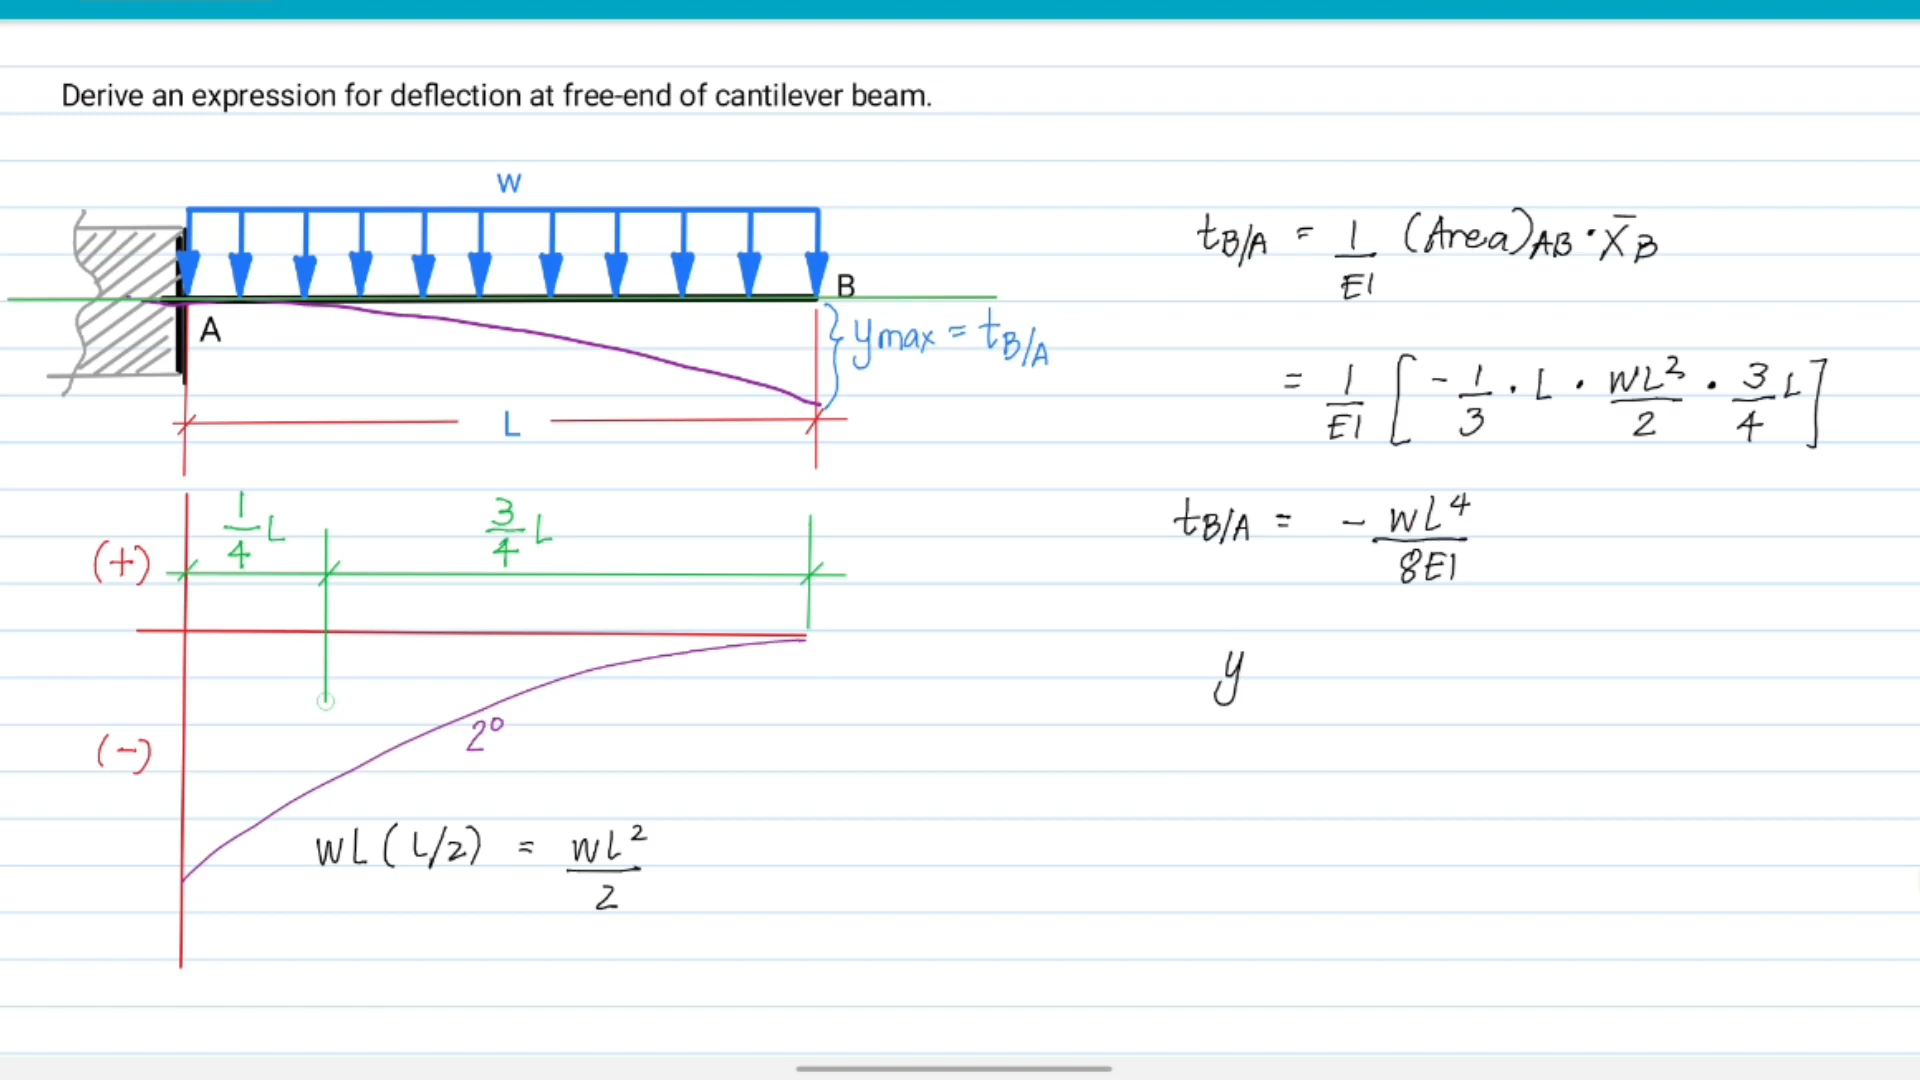 Derive an expression for deflection at free-end of cantilever beam.
w
B
A
ymax = tB/A
L
1/4 L
3/4 L
(+)
(-)
2°
WL (L/2) = WL²/2
tB/A = 1/EI (Area)AB · X̄B
= 1/EI [ - 1/3 · L · WL²/2 · 3/4 L ]
tB/A = - WL⁴/8EI
y